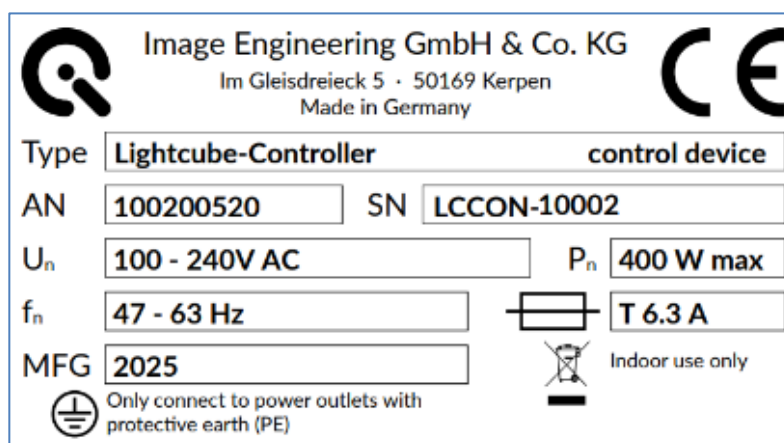 Image Engineering GmbH & Co. KG
Im Gleisdreieck 5 · 50169 Kerpen
Made in Germany
CE
Type Lightcube-Controller control device
AN 100200520 SN LCCON-10002
Uₙ 100 - 240V AC Pₙ 400 W max
fₙ 47 - 63 Hz T 6.3 A
MFG 2025 Indoor use only
Only connect to power outlets with
protective earth (PE)